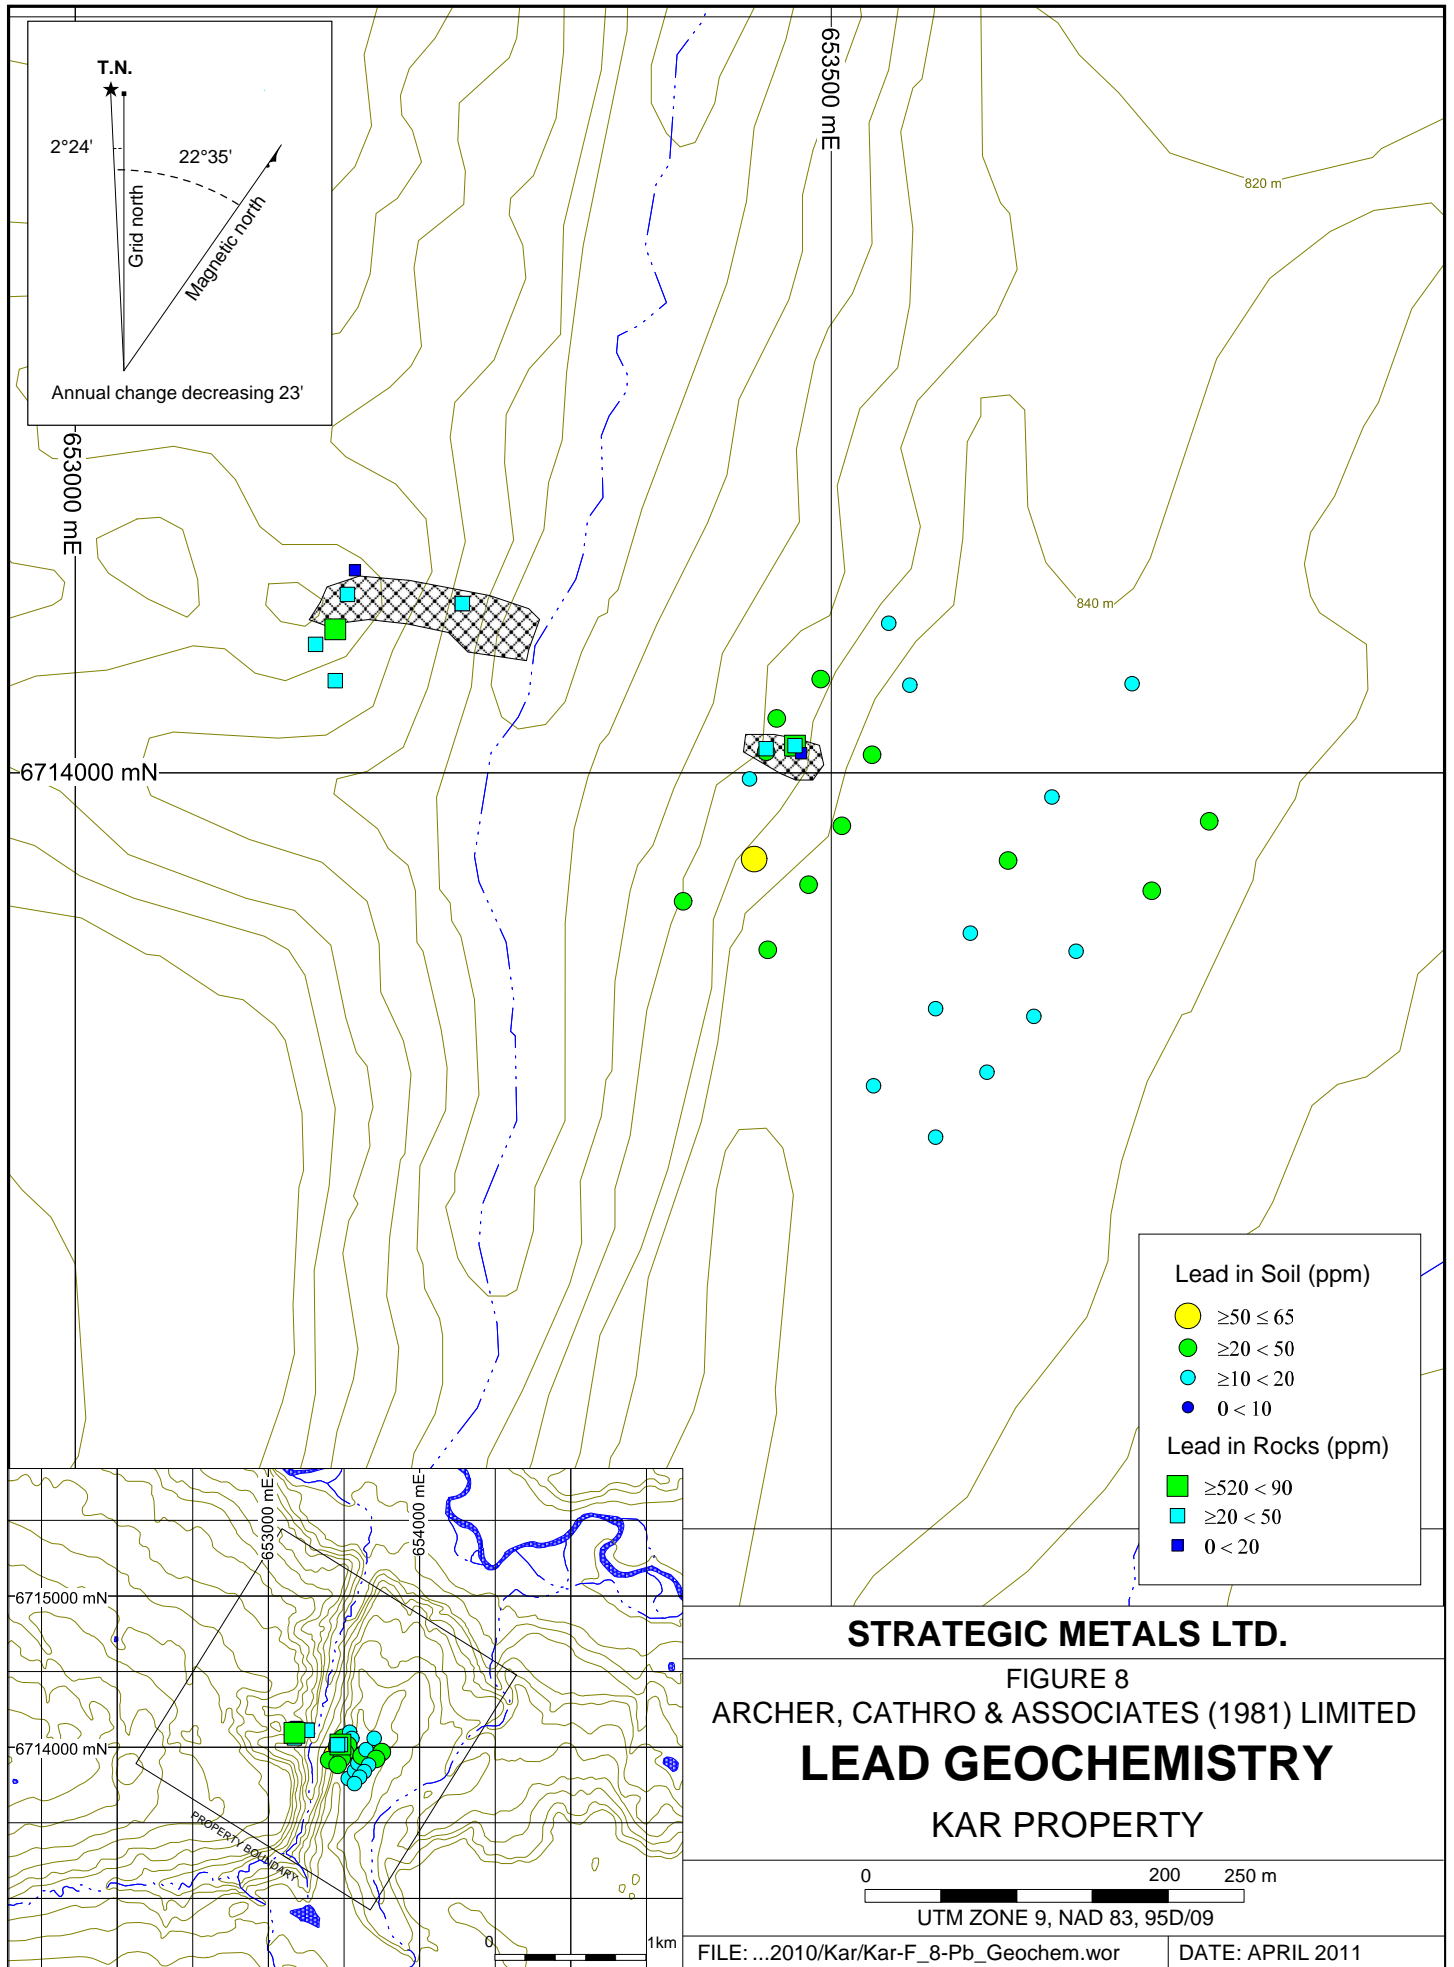 T.N.
2°24'
22°35'
Grid north
Magnetic north
Annual change decreasing 23'
653500 mE
820 m
653000 mE
840 m
6714000 mN
Lead in Soil (ppm)
≥50 ≤ 65
≥20 < 50
≥10 < 20
0 < 10
Lead in Rocks (ppm)
≥520 < 90
≥20 < 50
0 < 20
653000 mE
654000 mE
6715000 mN
6714000 mN
PROPERTY BOUNDARY
0 1km
STRATEGIC METALS LTD.
FIGURE 8
ARCHER, CATHRO & ASSOCIATES (1981) LIMITED
LEAD GEOCHEMISTRY
KAR PROPERTY
0 200 250 m
UTM ZONE 9, NAD 83, 95D/09
FILE: ...2010/Kar/Kar-F_8-Pb_Geochem.wor
DATE: APRIL 2011